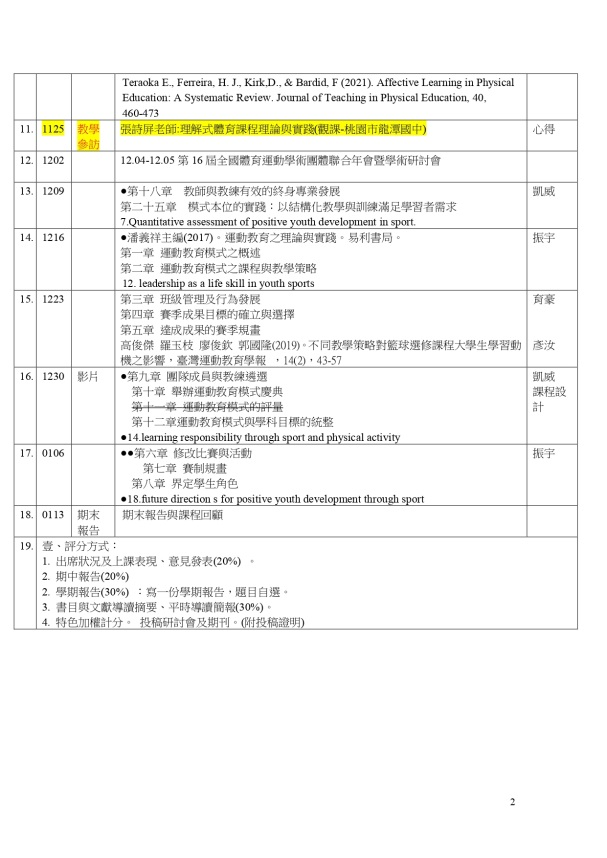 Teraoka E., Ferreira, H. J., Kirk,D., & Bardid, F (2021). Affective Learning in Physical
Education: A Systematic Review. Journal of Teaching in Physical Education, 40,
460-473
11. 1125 教學 張詩屏老師:理解式體育課程理論與實踐(觀課-桃園市龍潭國中) 心得
參訪
12. 1202 12.04-12.05 第 16 屆全國體育運動學術團體聯合年會暨學術研討會
13. 1209 ●第十八章 教師與教練有效的終身專業發展 凱威
第二十五章 模式本位的實踐：以結構化教學與訓練滿足學習者需求
7.Quantitative assessment of positive youth development in sport.
14. 1216 ●潘義祥主編(2017)。運動教育之理論與實踐。易利書局。 振宇
第一章 運動教育模式之概述
第二章 運動教育模式之課程與教學策略
12. leadership as a life skill in youth sports
15. 1223 第三章 班級管理及行為發展 育豪
第四章 賽季成果目標的確立與選擇
第五章 達成成果的賽季規畫
高俊傑 羅玉枝 廖俊欽 郭國隆(2019)。不同教學策略對籃球選修課程大學生學習動 彥汝
機之影響，臺灣運動教育學報 ，14(2)，43-57
16. 1230 影片 ●第九章 團隊成員與教練遴選 凱威
第十章 舉辦運動教育模式慶典 課程設
第十一章 運動教育模式的評量 計
第十二章運動教育模式與學科目標的統整
●14.learning responsibility through sport and physical activity
17. 0106 ●●第六章 修改比賽與活動 振宇
第七章 賽制規畫
第八章 界定學生角色
●18.future direction s for positive youth development through sport
18. 0113 期末 期末報告與課程回顧
報告
19. 壹、評分方式：
1. 出席狀況及上課表現、意見發表(20%) 。
2. 期中報告(20%)
2. 學期報告(30%) ：寫一份學期報告，題目自選。
3. 書目與文獻導讀摘要、平時導讀簡報(30%)。
4. 特色加權計分。 投稿研討會及期刊。(附投稿證明)
2